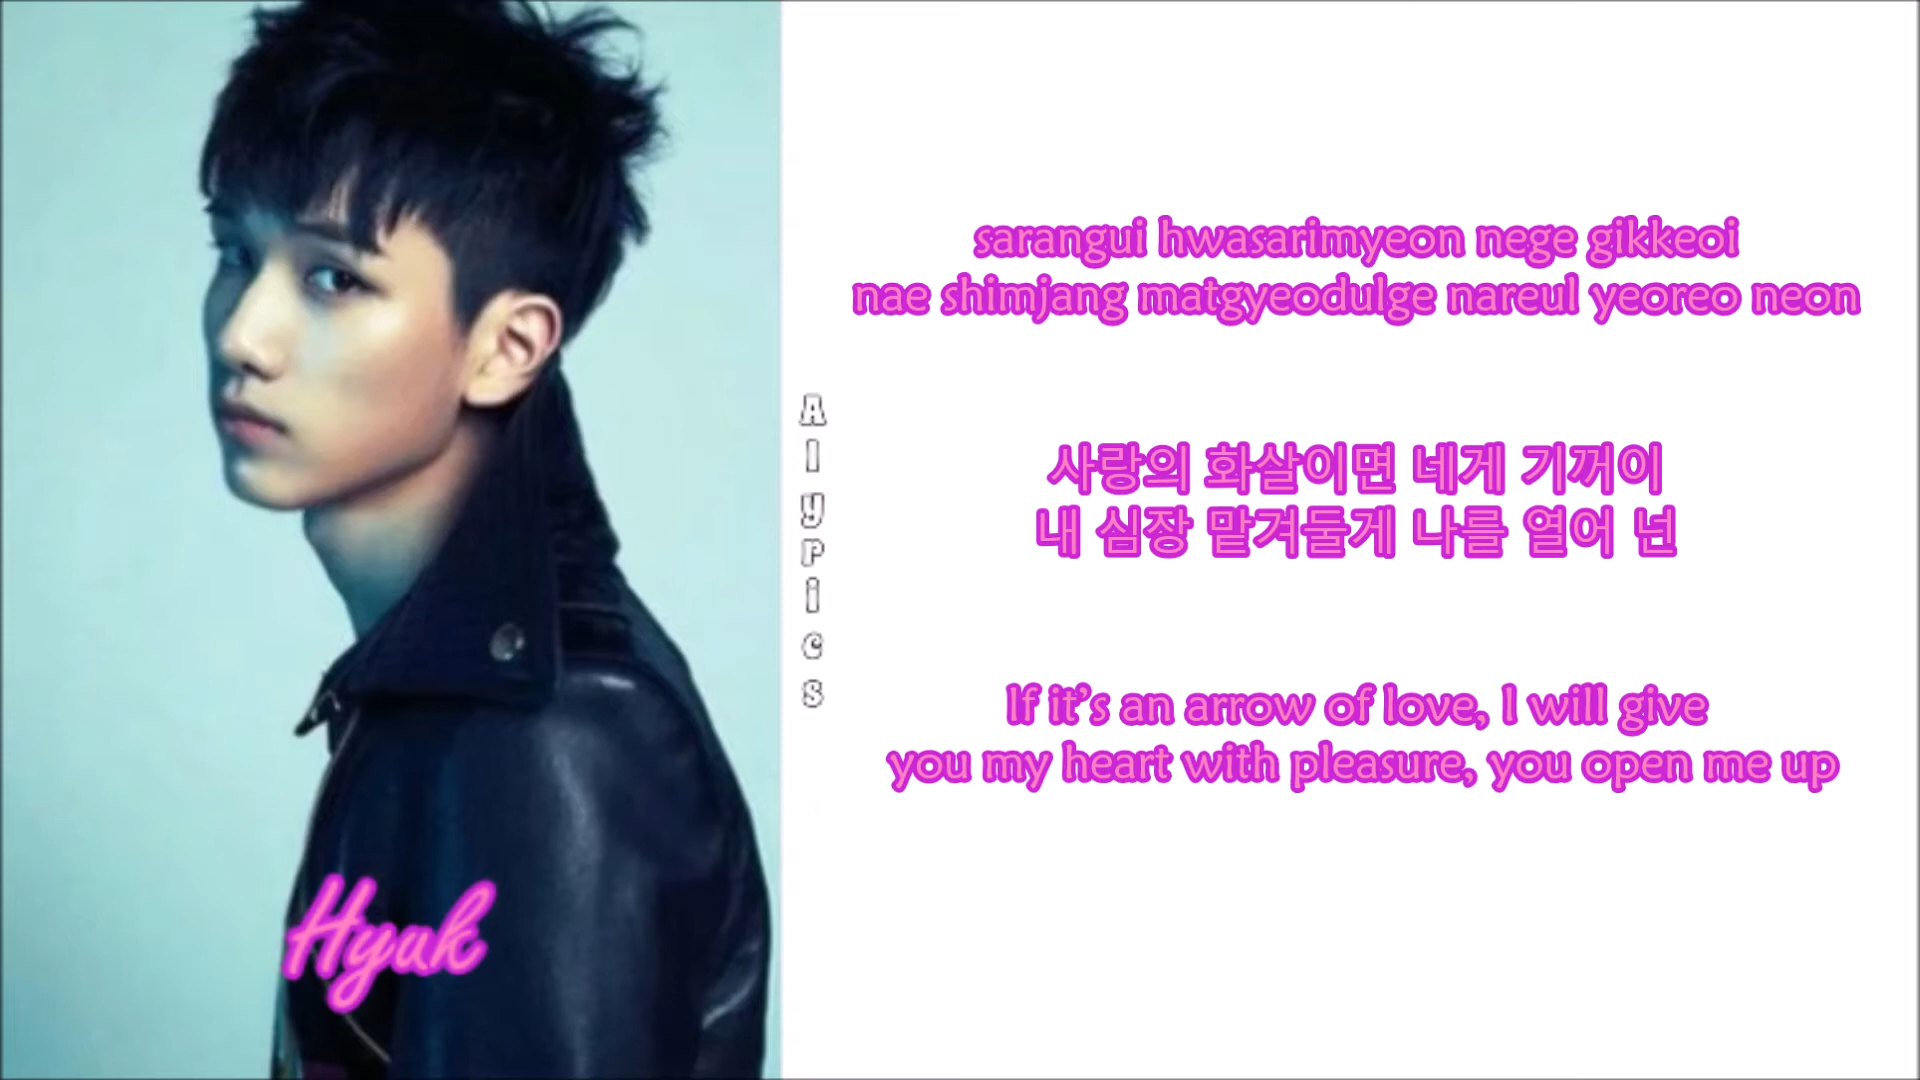 sarangui hwasarimyeon nege gikkeoi
nae shimjang matgyeodulge nareul yeoreo neon
사랑의 화살이면 네게 기꺼이
내 심장 맡겨둘게 나를 열어 넌
If it's an arrow of love, I will give
you my heart with pleasure, you open me up
Alypics
Hyuk